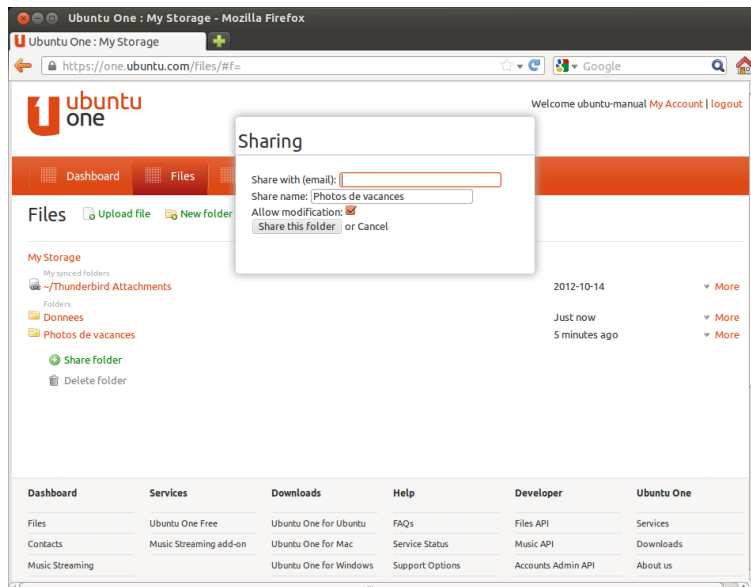 Ubuntu One : My Storage - Mozilla Firefox
Ubuntu One : My Storage
https://one.ubuntu.com/files/#f=
Google
ubuntu one
Welcome ubuntu-manual My Account | logout
Dashboard Files
Sharing
Share with (email):
Share name: Photos de vacances
Allow modification:
Share this folder or Cancel
Files Upload file New folder
My Storage
My synced folders
~/Thunderbird Attachments 2012-10-14 More
Folders
Donnees Just now More
Photos de vacances 5 minutes ago More
Share folder
Delete folder
Dashboard Services Downloads Help Developer Ubuntu One
Files Ubuntu One Free Ubuntu One for Ubuntu FAQs Files API Services
Contacts Music Streaming add-on Ubuntu One for Mac Service Status Music API Downloads
Music Streaming Ubuntu One for Windows Support Options Accounts Admin API About us